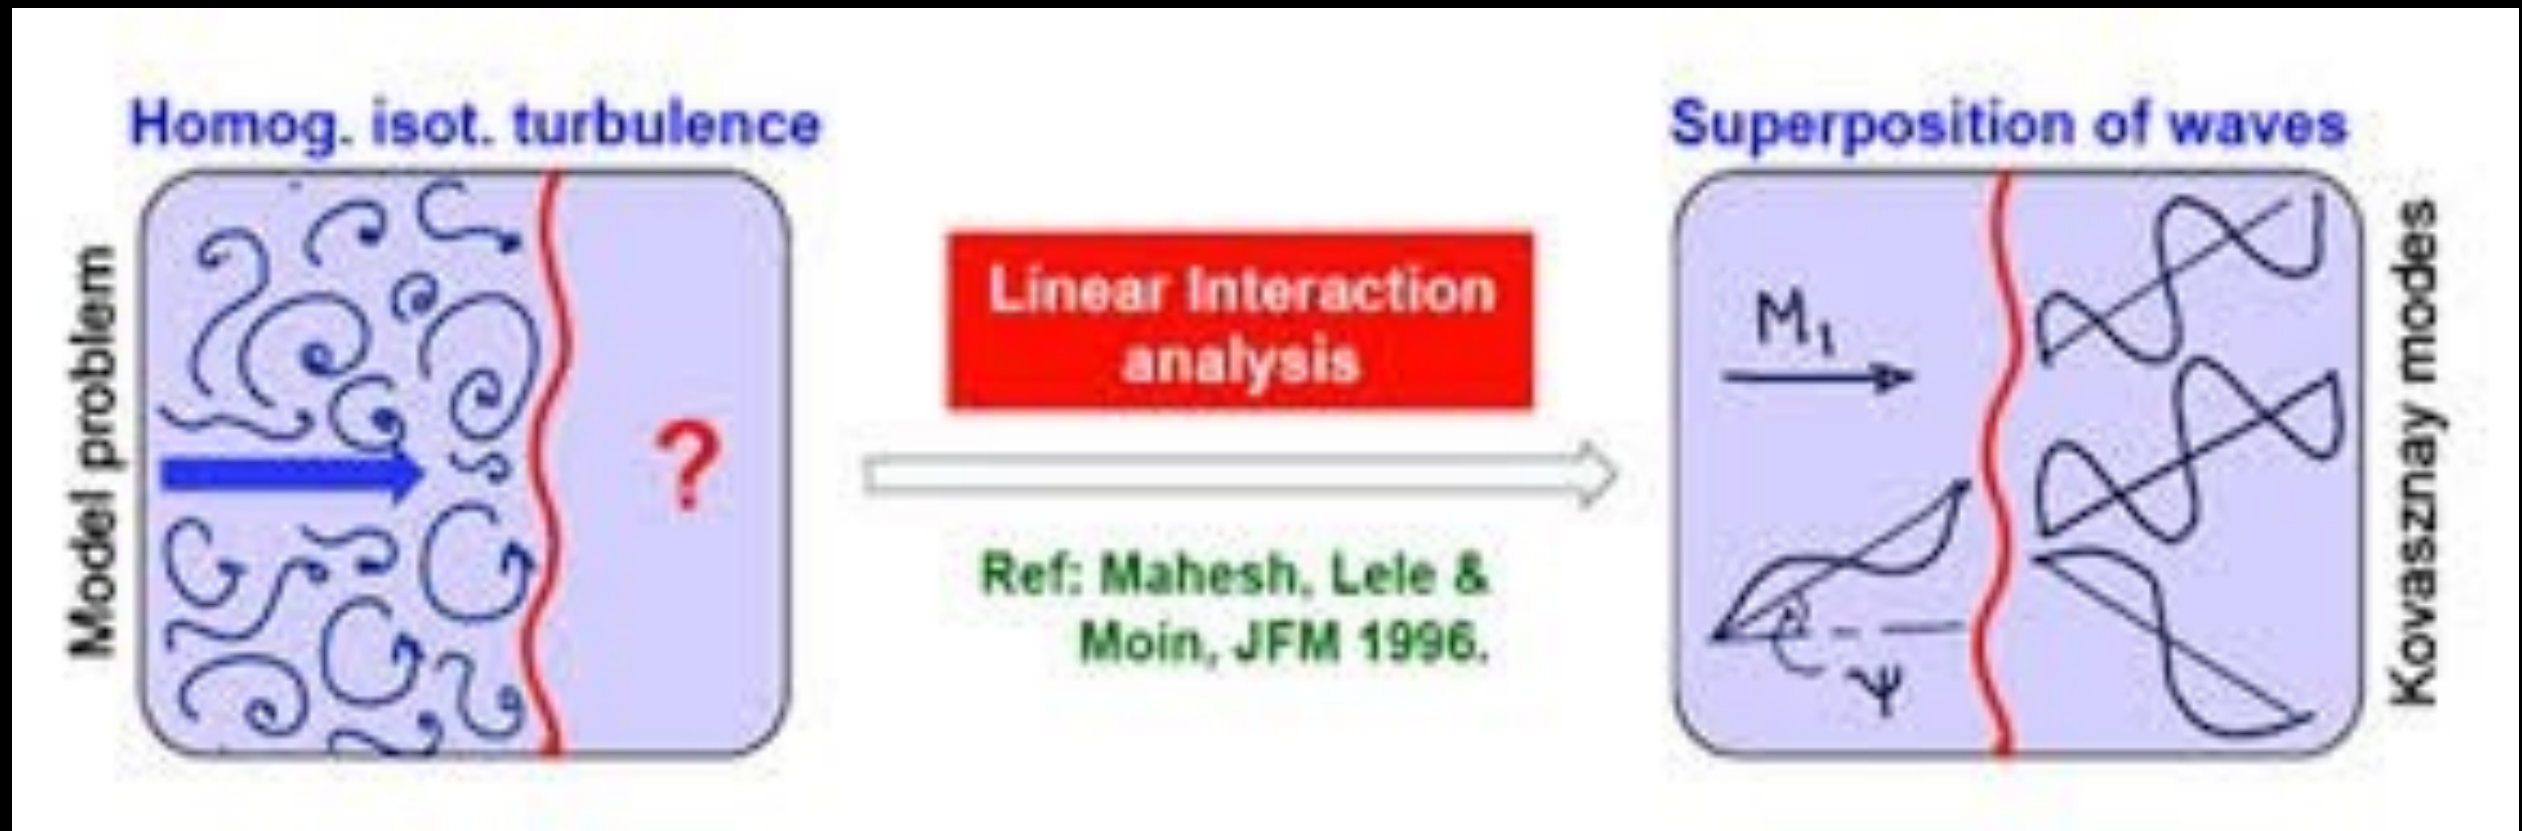 Homog. isot. turbulence
Model problem
?
Linear Interaction
analysis
Ref: Mahesh, Lele &
Moin, JFM 1996.
Superposition of waves
M₁
Ψ
Kovasznay modes